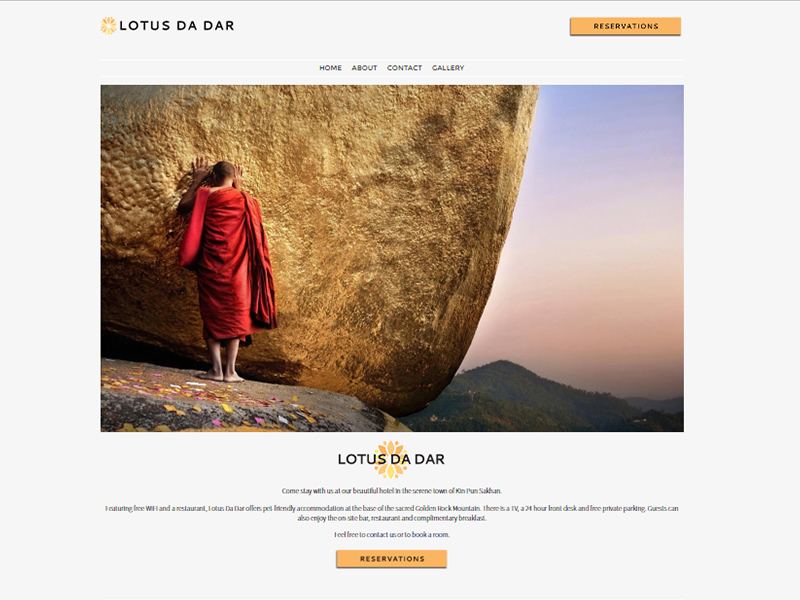 LOTUS DA DAR
RESERVATIONS
HOME ABOUT CONTACT GALLERY
LOTUS DA DAR
Come stay with us at our beautiful hotel in the serene town of Kin Pun Sakhan.
Featuring free WiFi and a restaurant, Lotus Da Dar offers pet-friendly accommodation at the base of the sacred Golden Rock Mountain. There is a TV, a 24 hour front desk and free private parking. Guests can
also enjoy the on-site bar, restaurant and complimentary breakfast.
Feel free to contact us or to book a room.
RESERVATIONS